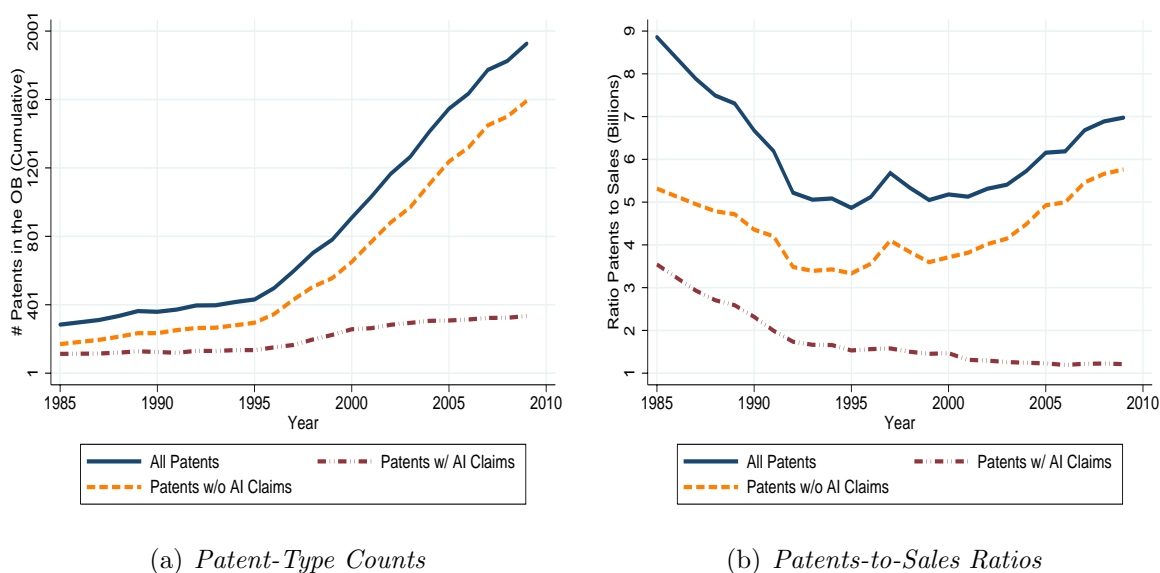 # Patents in the OB (Cumulative)
2001
1601
1201
801
401
1
1985 1990 1995 2000 2005 2010
Year
All Patents
Patents w/ AI Claims
Patents w/o AI Claims
(a) Patent-Type Counts
Ratio Patents to Sales (Billions)
9
8
7
6
5
4
3
2
1
1985 1990 1995 2000 2005 2010
Year
All Patents
Patents w/ AI Claims
Patents w/o AI Claims
(b) Patents-to-Sales Ratios